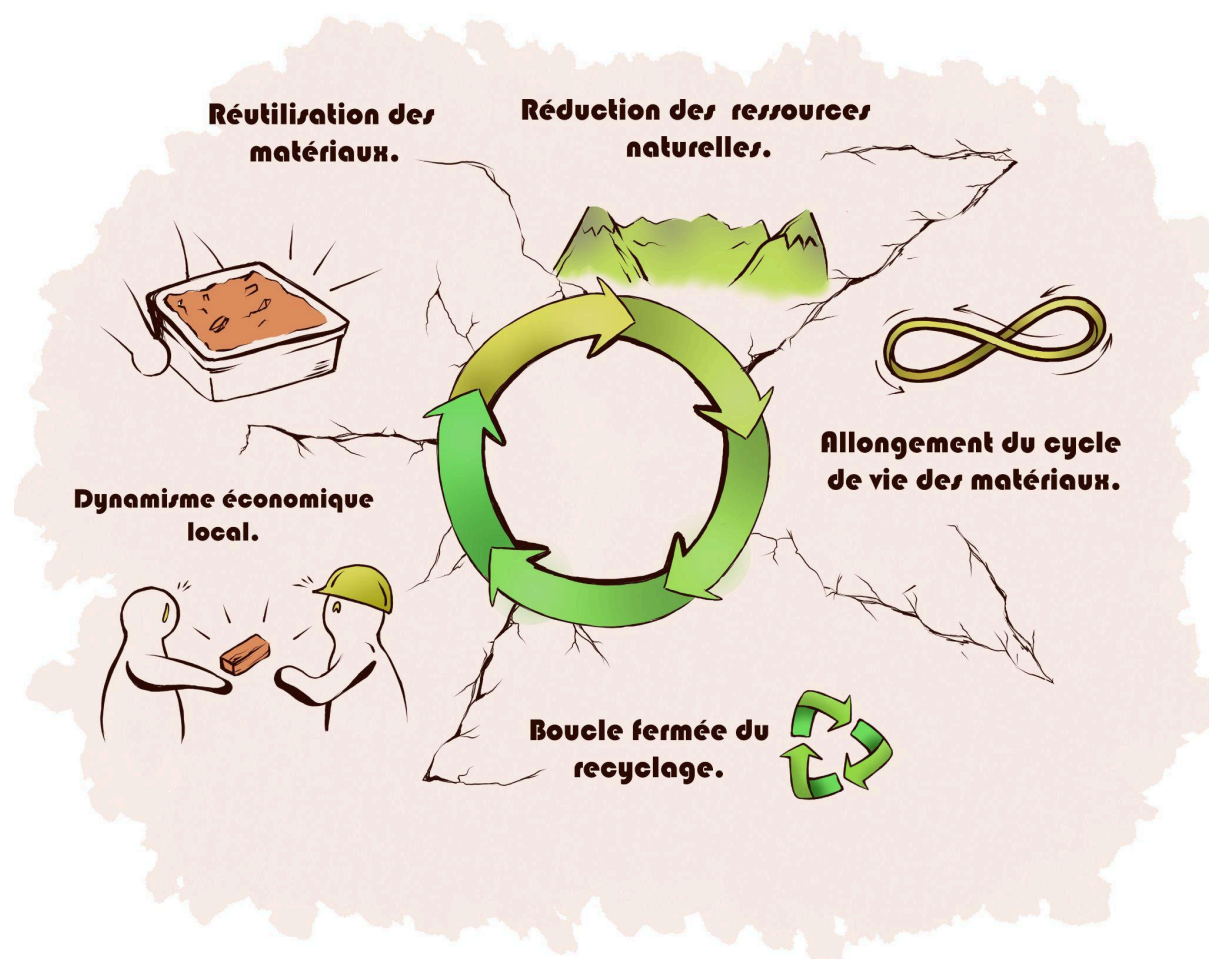 Réutilisation des
matériaux.
Réduction des ressources
naturelles.
Allongement du cycle
de vie des matériaux.
Boucle fermée du
recyclage.
Dynamisme économique
local.